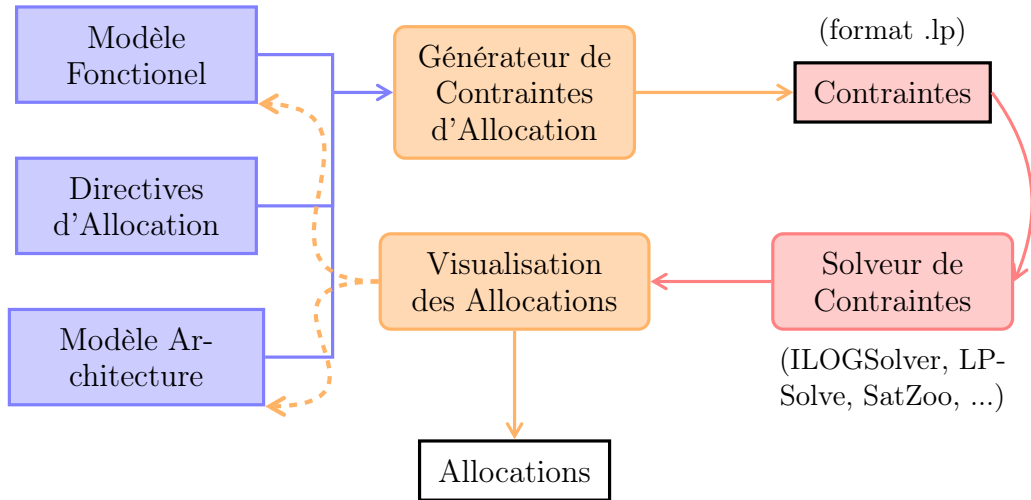 Modèle
Fonctionel
Générateur de
Contraintes
d'Allocation
(format .lp)
Contraintes
Directives
d'Allocation
Visualisation
des Allocations
Solveur de
Contraintes
Modèle Ar-
chitecture
(ILOGSolver, LP-
Solve, SatZoo, ...)
Allocations